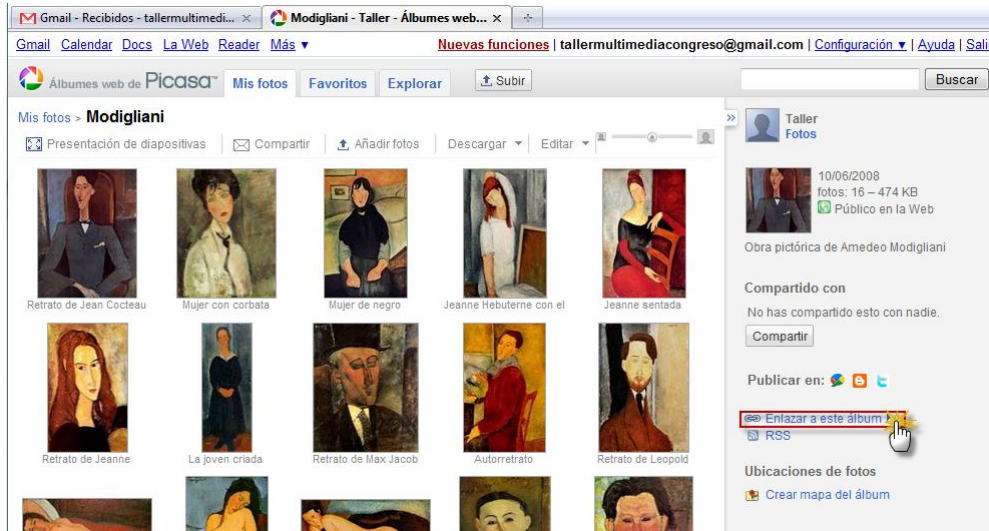 Gmail - Recibidos - tallermultimedi... × Modigliani - Taller - Álbumes web... ×
Gmail Calendar Docs La Web Reader Más ▼ Nuevas funciones | tallermultimediacongreso@gmail.com | Configuración ▼ | Ayuda | Sali
Álbumes web de Picasa™ Mis fotos Favoritos Explorar Subir Buscar
Mis fotos > Modigliani
Presentación de diapositivas Compartir Añadir fotos Descargar ▼ Editar ▼
Retrato de Jean Cocteau Mujer con corbata Mujer de negro Jeanne Hebuterne con el Jeanne sentada
Retrato de Jeanne La joven criada Retrato de Max Jacob Autorretrato Retrato de Leopold
» Taller
Fotos
10/06/2008
fotos: 16 – 474 KB
Público en la Web
Obra pictórica de Amedeo Modigliani
Compartido con
No has compartido esto con nadie.
Compartir
Publicar en:
Enlazar a este álbum
RSS
Ubicaciones de fotos
Crear mapa del álbum